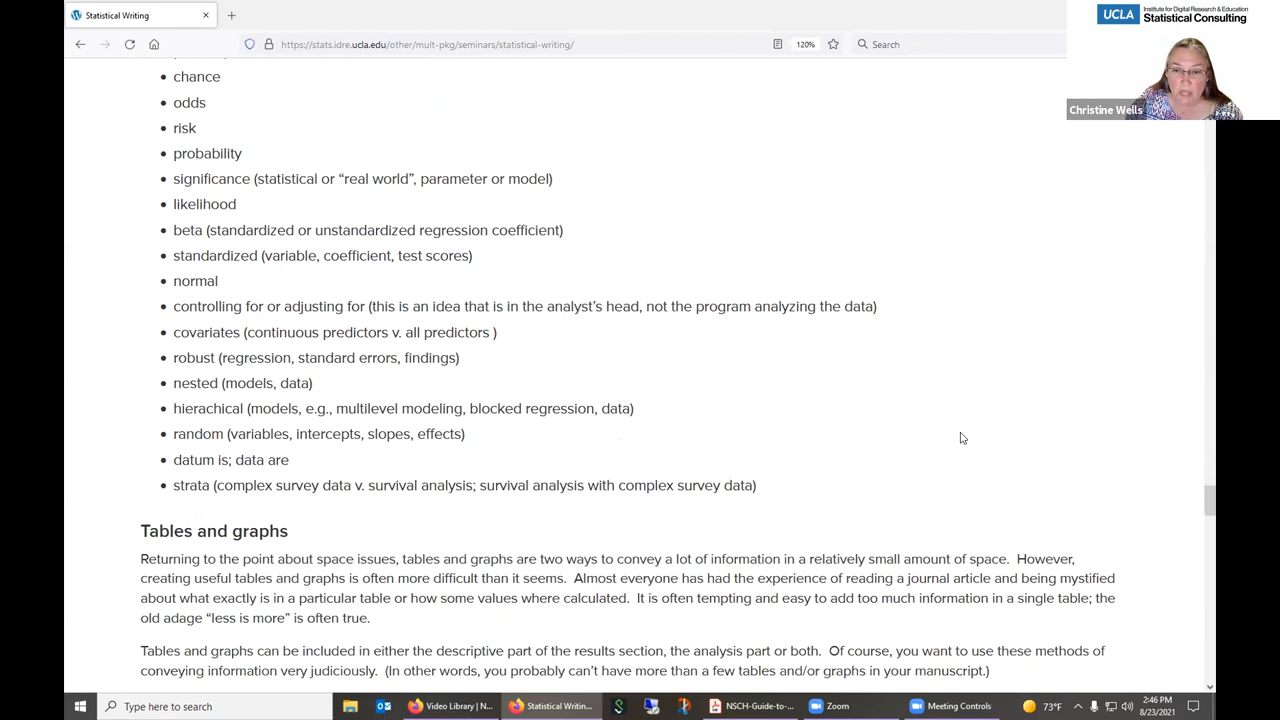 Statistical Writing
×
+
https://stats.idre.ucla.edu/other/mult-pkg/seminars/statistical-writing/
120%
Search
UCLA
Institute for Digital Research & Education
Statistical Consulting
Christine Wells
• chance
• odds
• risk
• probability
• significance (statistical or “real world”, parameter or model)
• likelihood
• beta (standardized or unstandardized regression coefficient)
• standardized (variable, coefficient, test scores)
• normal
• controlling for or adjusting for (this is an idea that is in the analyst’s head, not the program analyzing the data)
• covariates (continuous predictors v. all predictors )
• robust (regression, standard errors, findings)
• nested (models, data)
• hierachical (models, e.g., multilevel modeling, blocked regression, data)
• random (variables, intercepts, slopes, effects)
• datum is; data are
• strata (complex survey data v. survival analysis; survival analysis with complex survey data)
Tables and graphs
Returning to the point about space issues, tables and graphs are two ways to convey a lot of information in a relatively small amount of space.  However,
creating useful tables and graphs is often more difficult than it seems.  Almost everyone has had the experience of reading a journal article and being mystified
about what exactly is in a particular table or how some values where calculated.  It is often tempting and easy to add too much information in a single table; the
old adage “less is more” is often true.
Tables and graphs can be included in either the descriptive part of the results section, the analysis part or both.  Of course, you want to use these methods of
conveying information very judiciously.  (In other words, you probably can’t have more than a few tables and/or graphs in your manuscript.)
Type here to search
Video Library | N...
Statistical Writin...
NSCH-Guide-to-...
Zoom
Meeting Controls
73°F
2:46 PM
8/23/2021